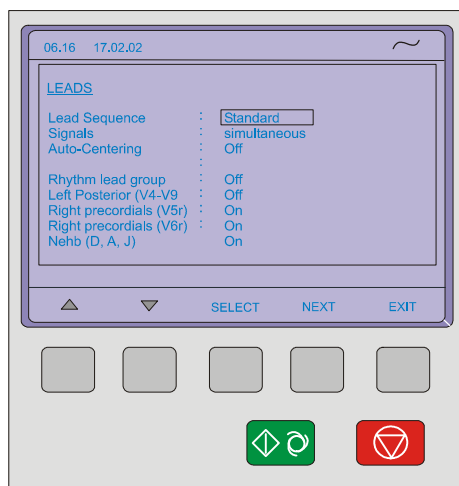 06.16 17.02.02
LEADS
Lead Sequence : Standard
Signals : simultaneous
Auto-Centering : Off
:
Rhythm lead group : Off
Left Posterior (V4-V9 : Off
Right precordials (V5r) : On
Right precordials (V6r) : On
Nehb (D, A, J) On
SELECT NEXT EXIT